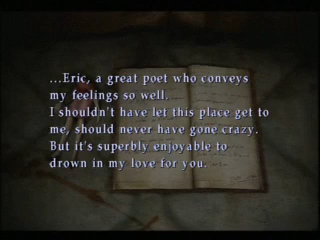 ...Eric, a great poet who conveys
my feelings so well.
I shouldn't have let this place get to
me, should never have gone crazy.
But it's superbly enjoyable to
drown in my love for you.